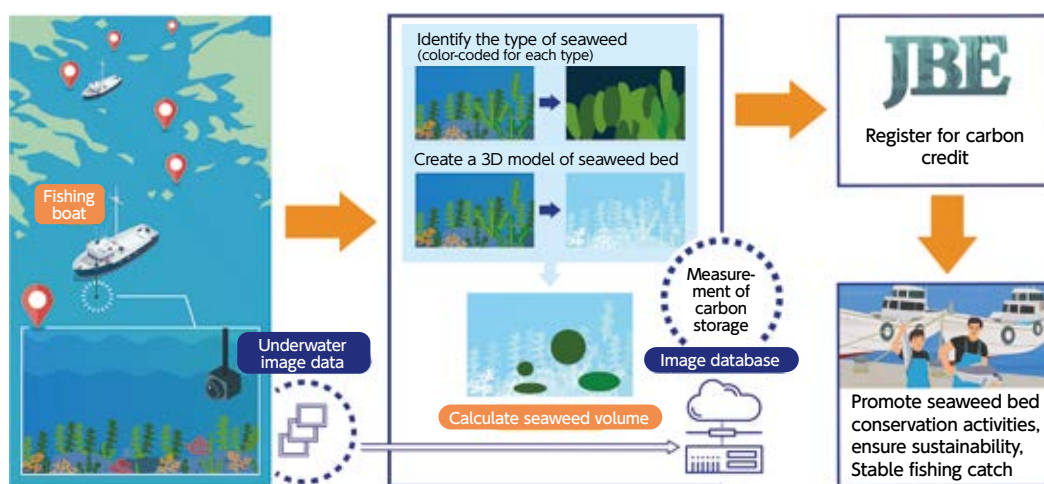 Fishing
boat
Underwater
image data
Identify the type of seaweed
(color-coded for each type)
Create a 3D model of seaweed bed
Calculate seaweed volume
Measure-
ment of
carbon
storage
Image database
JBE
Register for carbon
credit
Promote seaweed bed
conservation activities,
ensure sustainability,
Stable fishing catch